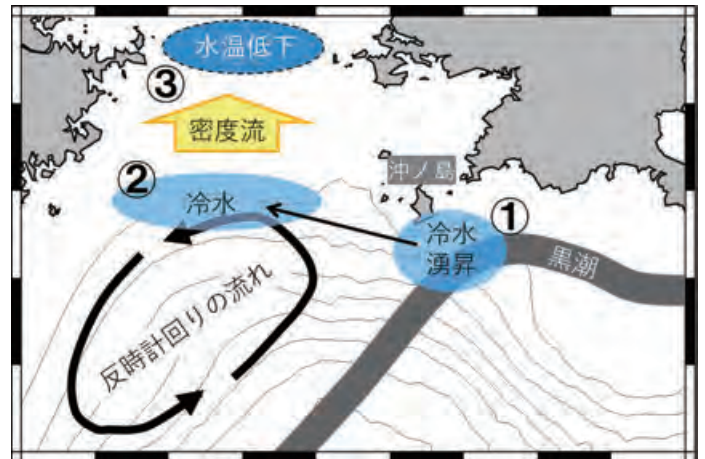 水温低下
③
密度流
②
冷水
沖ノ島
①
冷水
湧昇
黒潮
反時計回りの流れ